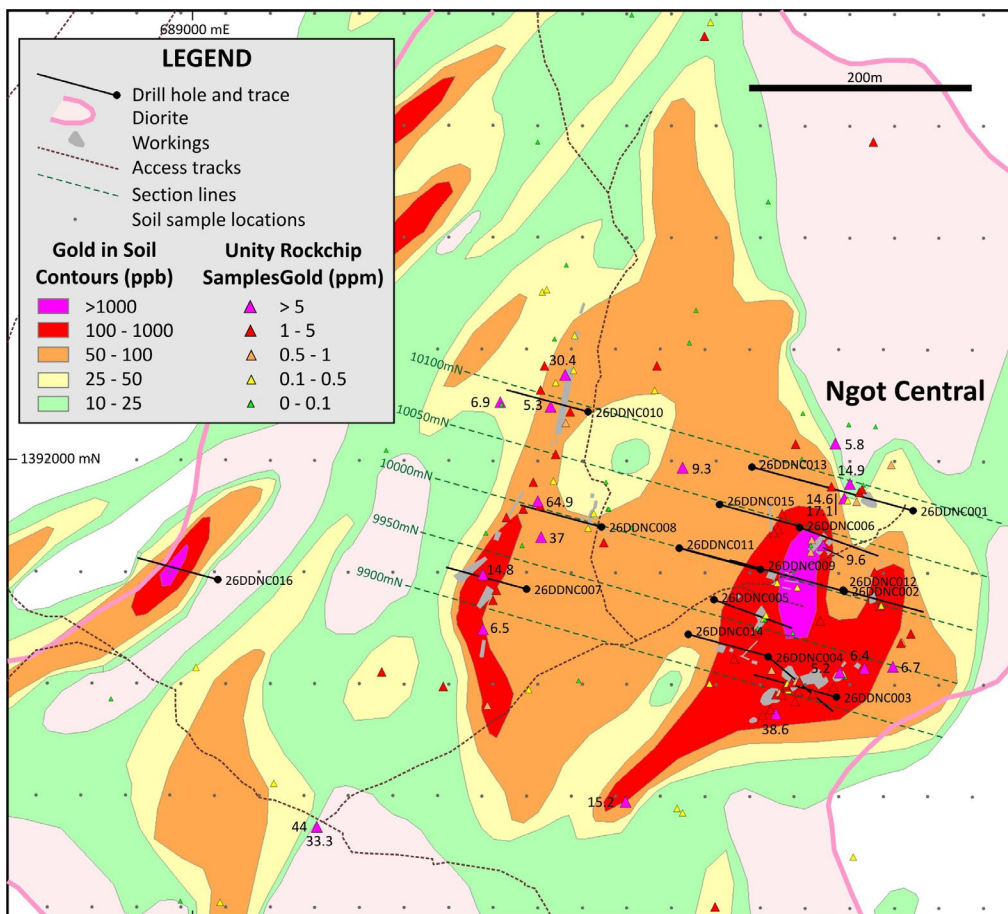 689000 mE
LEGEND
Drill hole and trace
Diorite
Workings
Access tracks
Section lines
Soil sample locations
Gold in Soil
Contours (ppb)
>1000
100 - 1000
50 - 100
25 - 50
10 - 25
Unity Rockchip
SamplesGold (ppm)
> 5
1 - 5
0.5 - 1
0.1 - 0.5
0 - 0.1
200m
Ngot Central
1392000 mN
10100mN
10050mN
10000mN
9950mN
9900mN
30.4
6.9
5.3
26DDNC010
5.8
9.3
26DDNC013
14.9
14.6
17.1
26DDNC001
64.9
26DDNC015
26DDNC008
26DDNC006
37
26DDNC011
9.6
14.8
26DDNC009
26DDNC016
26DDNC007
26DDNC012
26DDNC002
26DDNC005
6.5
26DDNC014
26DDNC004
5.2
6.4
6.7
26DDNC003
38.6
15.2
44
33.3